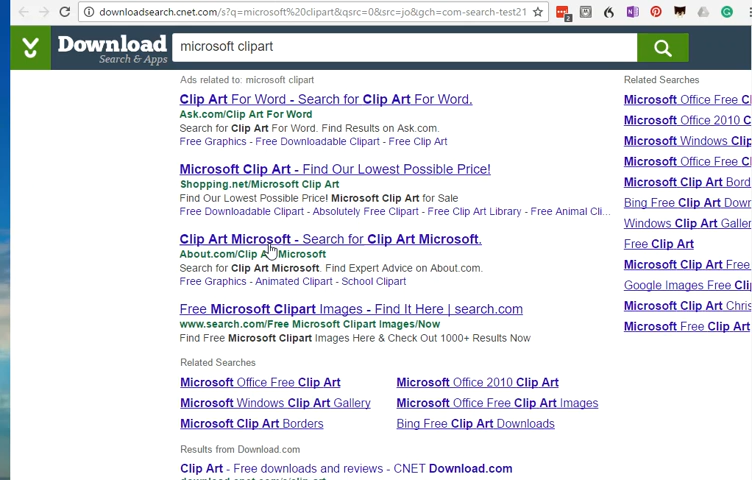 downloadsearch.cnet.com/s?q=microsoft%20clipart&qsrc=0&src=jo&gch=com-search-test21
Download
Search & Apps
microsoft clipart
Ads related to: microsoft clipart
Clip Art For Word - Search for Clip Art For Word.
Ask.com/Clip Art For Word
Search for Clip Art For Word. Find Results on Ask.com.
Free Graphics - Free Downloadable Clipart - Free Clip Art
Microsoft Clip Art - Find Our Lowest Possible Price!
Shopping.net/Microsoft Clip Art
Find Our Lowest Possible Price! Microsoft Clip Art for Sale
Free Downloadable Clipart - Absolutely Free Clipart - Free Clip Art Library - Free Animal Cli...
Clip Art Microsoft - Search for Clip Art Microsoft.
About.com/Clip A Microsoft
Search for Clip Art Microsoft. Find Expert Advice on About.com.
Free Graphics - Animated Clipart - School Clipart
Free Microsoft Clipart Images - Find It Here | search.com
www.search.com/Free Microsoft Clipart Images/Now
Find Free Microsoft Clipart Images Here & Check Out 1000+ Results Now
Related Searches
Microsoft Office Free Clip Art
Microsoft Office 2010 Clip Art
Microsoft Windows Clip Art Gallery
Microsoft Office Free Clip Art Images
Microsoft Clip Art Borders
Bing Free Clip Art Downloads
Results from Download.com
Clip Art - Free downloads and reviews - CNET Download.com
Related Searches
Microsoft Office Free Cl
Microsoft Office 2010 C
Microsoft Windows Clip
Microsoft Office Free Cl
Microsoft Clip Art Bord
Bing Free Clip Art Down
Windows Clip Art Galler
Free Clip Art
Microsoft Clip Art Free
Google Images Free Clip
Microsoft Clip Art Chris
Microsoft Free Clip Art